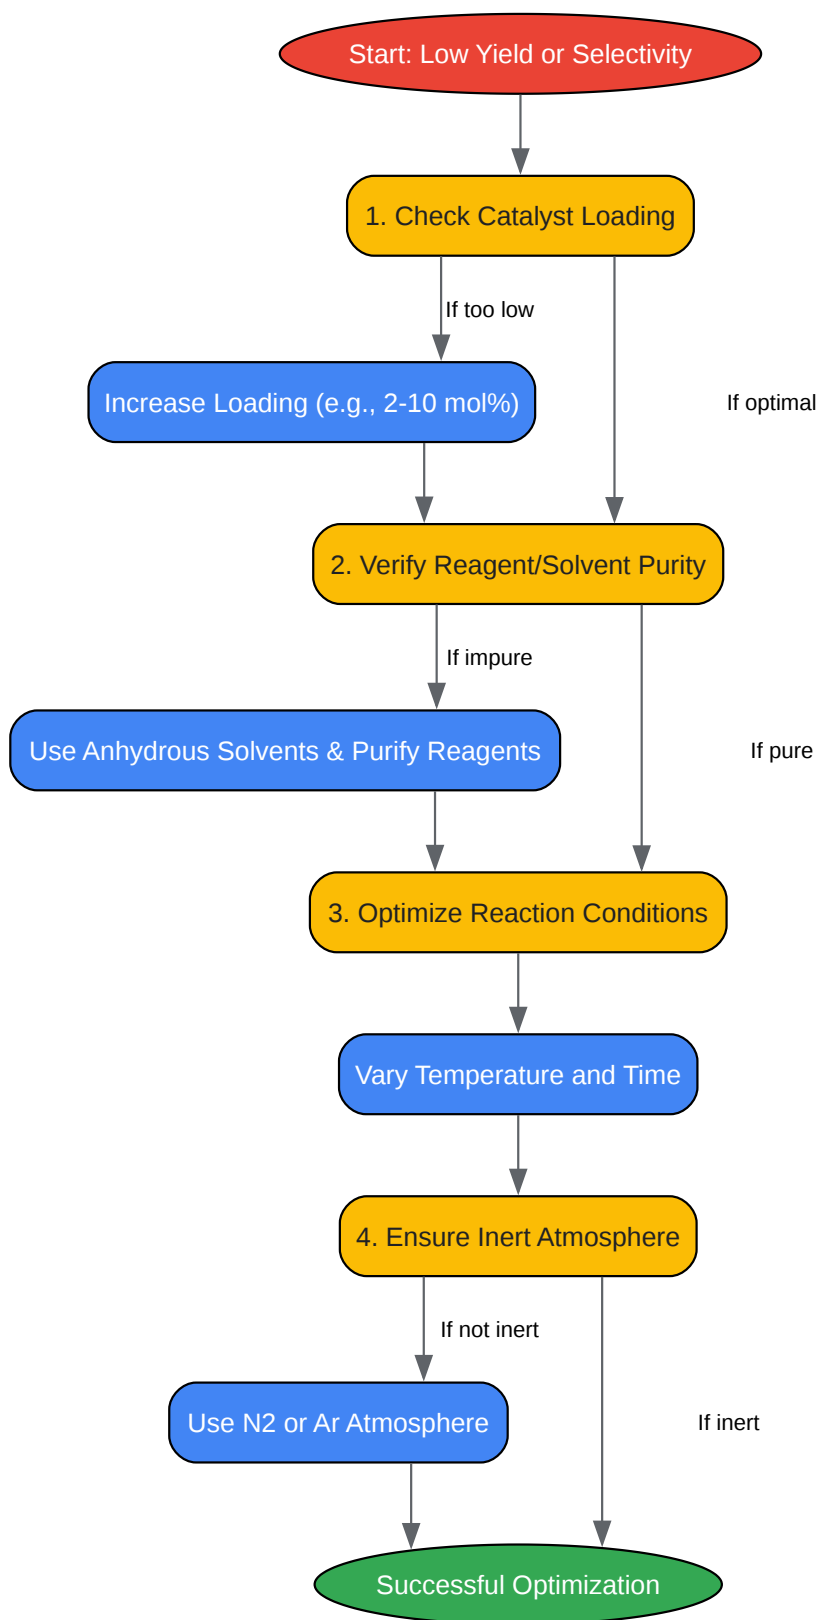 Start: Low Yield or Selectivity
1. Check Catalyst Loading
If too low
Increase Loading (e.g., 2-10 mol%)
If optimal
2. Verify Reagent/Solvent Purity
If impure
Use Anhydrous Solvents & Purify Reagents
If pure
3. Optimize Reaction Conditions
Vary Temperature and Time
4. Ensure Inert Atmosphere
If not inert
Use N2 or Ar Atmosphere
If inert
Successful Optimization